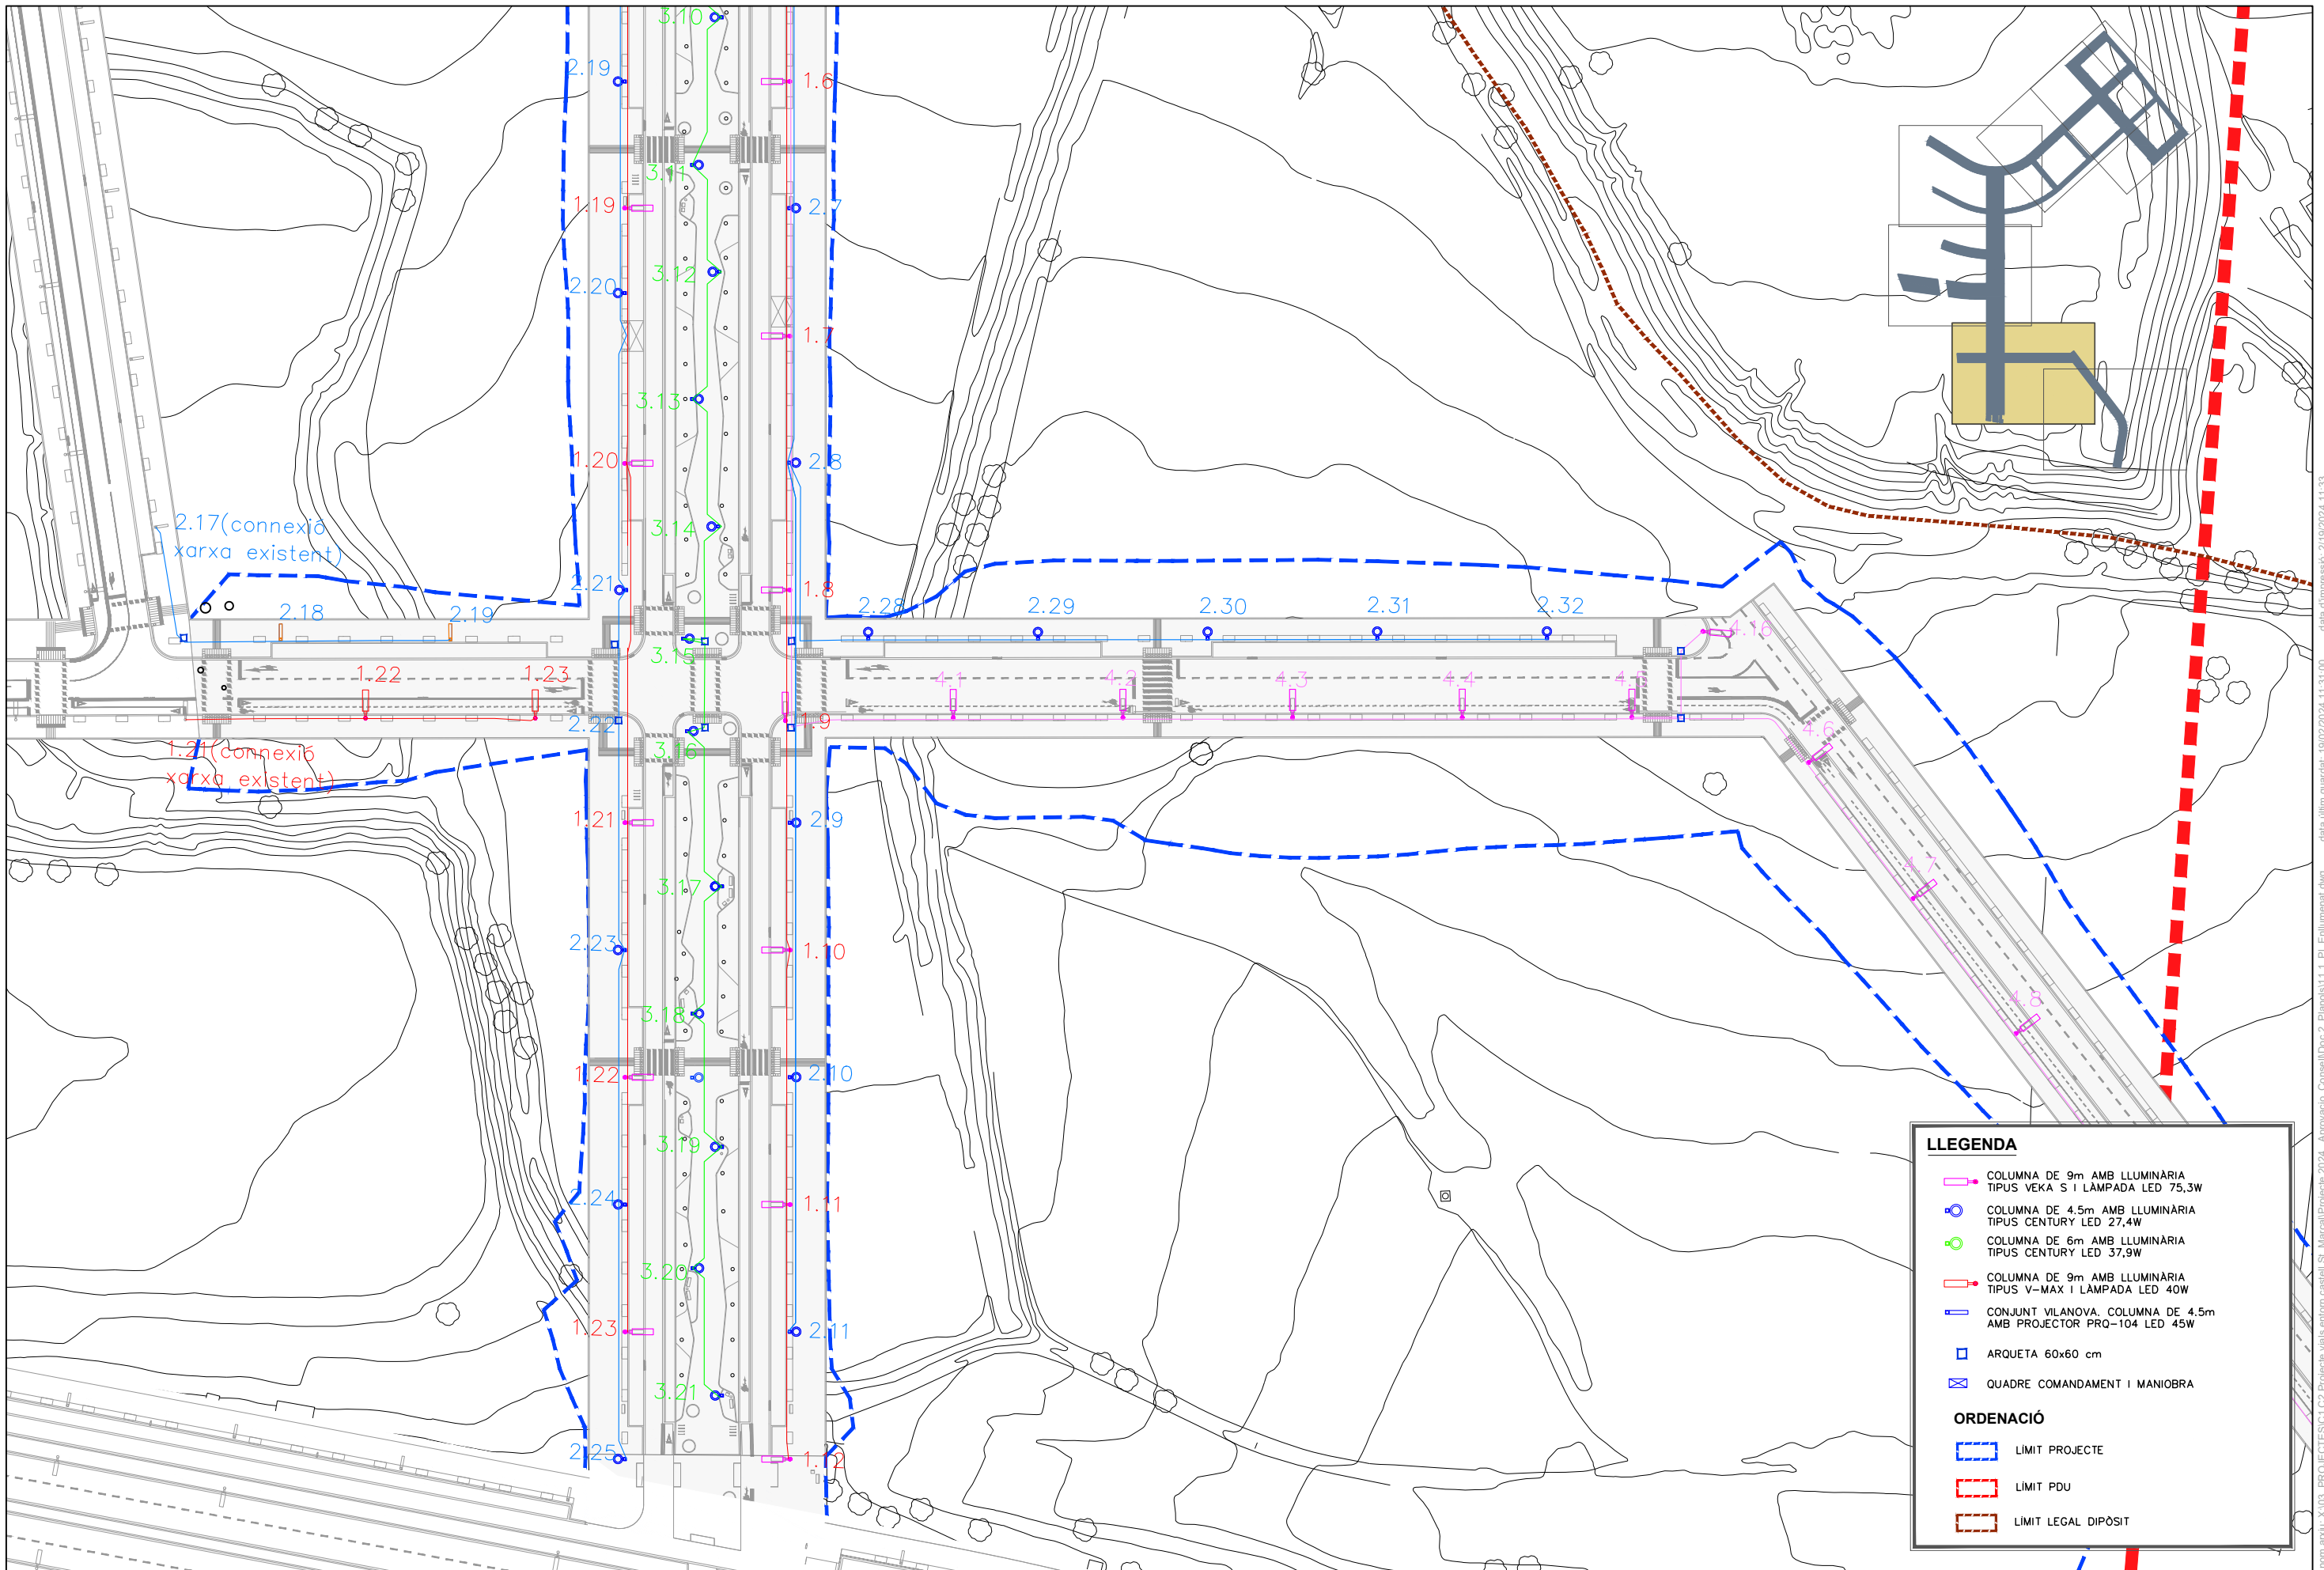 3.10
2.19
1.6
3.11
1.19
2.7
3.12
2.20
1.7
3.13
1.20
2.8
2.17(connexió
xarxa existent)
3.14
2.21
1.8
2.18
2.19
2.28
2.29
2.30
2.31
2.32
4.16
3.15
1.22
1.23
4.1
4.2
4.3
4.4
4.5
2.22
1.9
4.6
3.16
1.21(connexió
xarxa existent)
1.21
2.9
4.7
3.17
2.23
1.10
4.8
3.18
1.22
2.10
3.19
2.24
1.11
3.20
1.23
2.11
3.21
2.25
1.12
LLEGENDA
COLUMNA DE 9m AMB LLUMINÀRIA
TIPUS VEKA S I LÀMPADA LED 75,3W
COLUMNA DE 4.5m AMB LLUMINÀRIA
TIPUS CENTURY LED 27,4W
COLUMNA DE 6m AMB LLUMINÀRIA
TIPUS CENTURY LED 37,9W
COLUMNA DE 9m AMB LLUMINÀRIA
TIPUS V-MAX I LÀMPADA LED 40W
CONJUNT VILANOVA. COLUMNA DE 4.5m
AMB PROJECTOR PRQ-104 LED 45W
ARQUETA 60x60 cm
QUADRE COMANDAMENT I MANIOBRA
ORDENACIÓ
LÍMIT PROJECTE
LÍMIT PDU
LÍMIT LEGAL DIPÒSIT